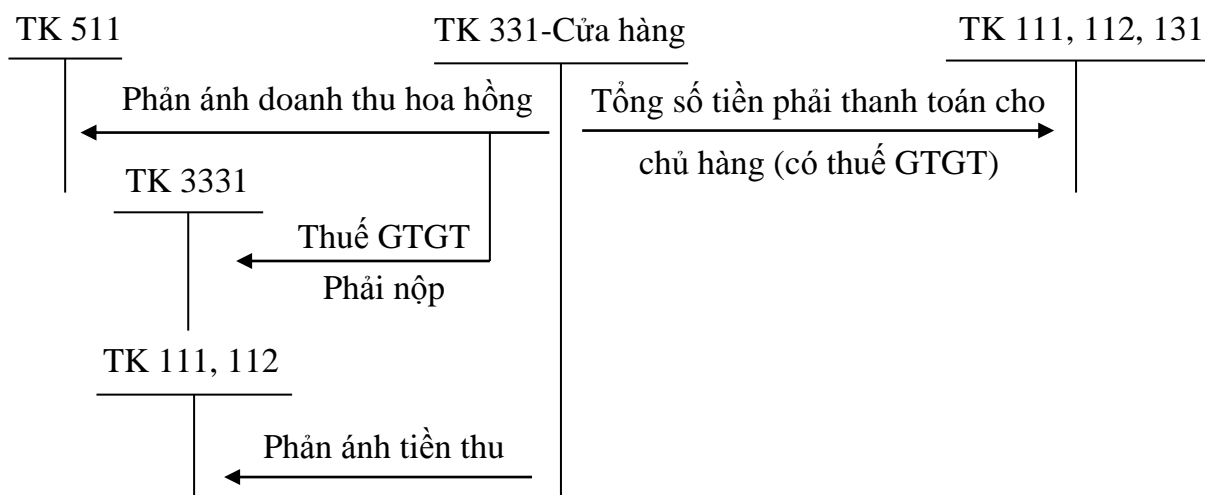 TK 511
TK 331-Cửa hàng
TK 111, 112, 131
Phản ánh doanh thu hoa hồng
Tổng số tiền phải thanh toán cho
chủ hàng (có thuế GTGT)
TK 3331
Thuế GTGT
Phải nộp
TK 111, 112
Phản ánh tiền thu